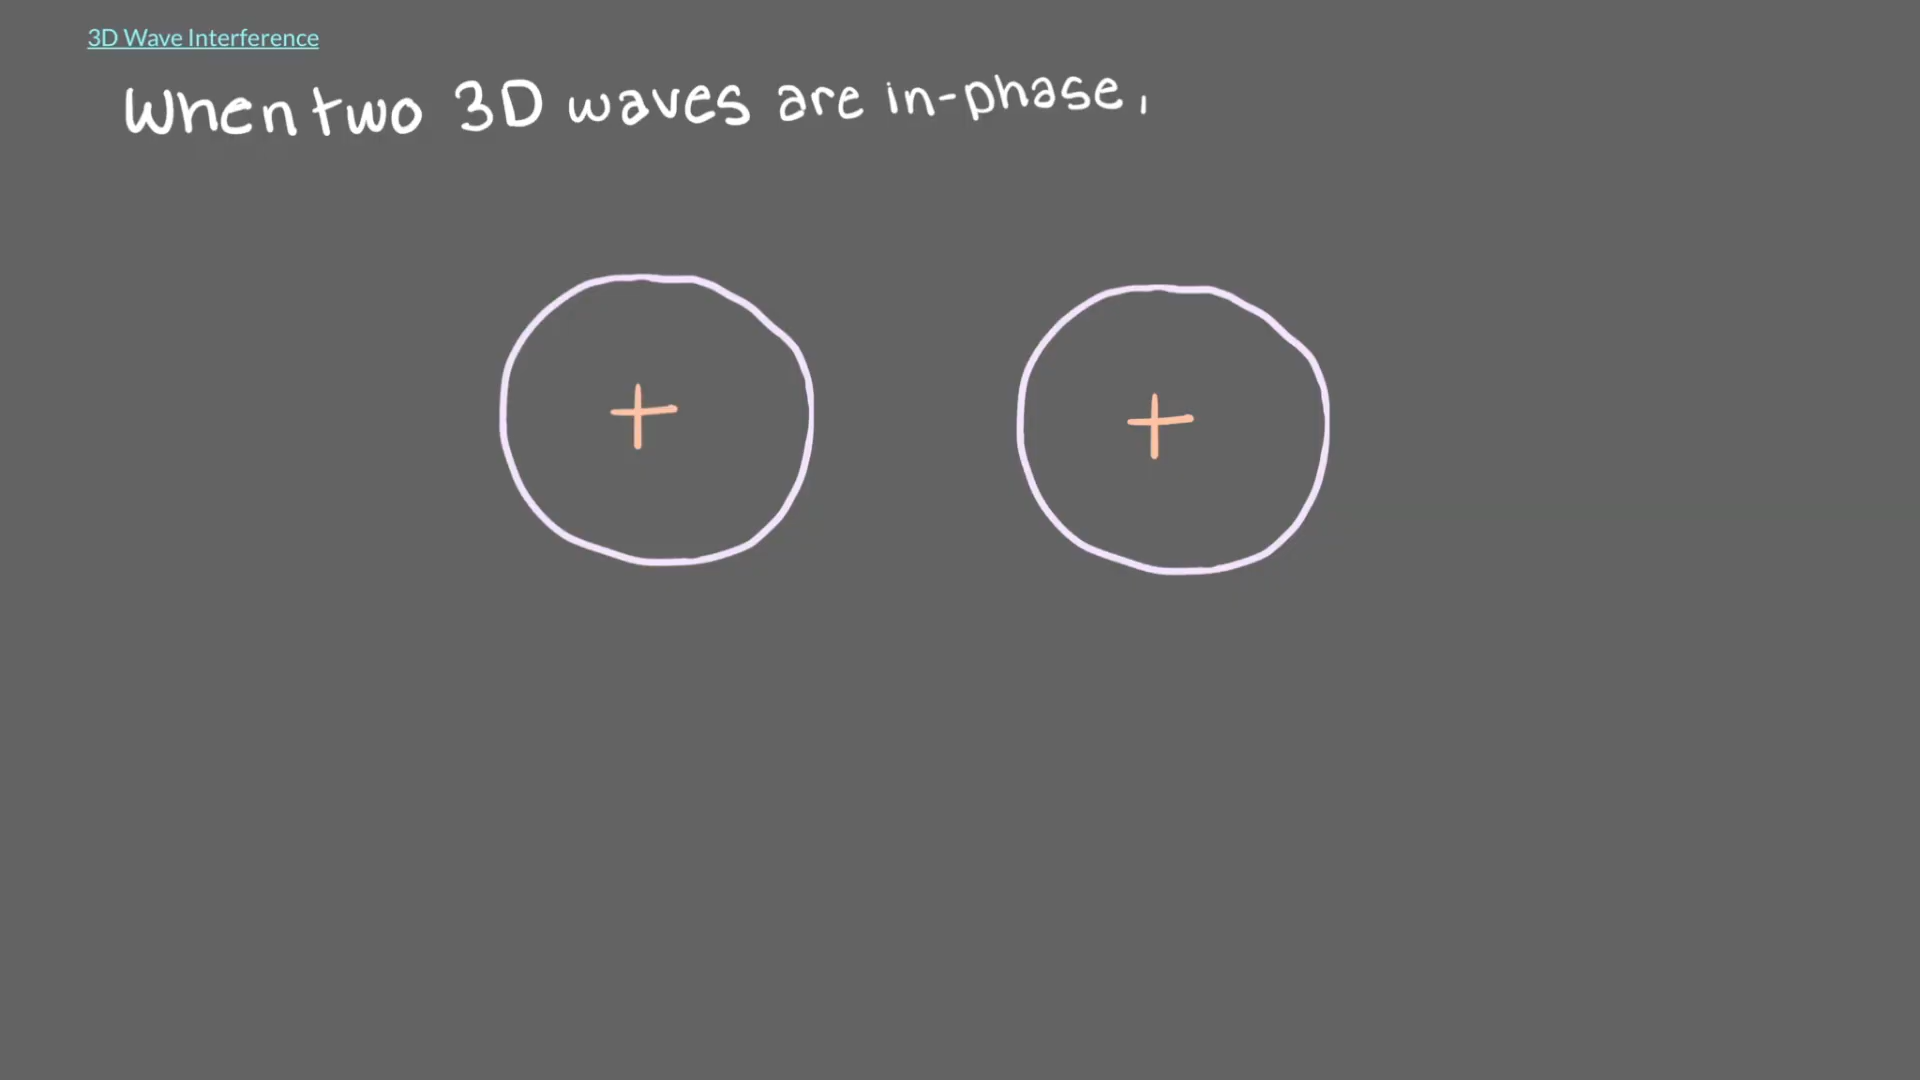 3D Wave Interference
When two 3D waves are in-phase,
+ +